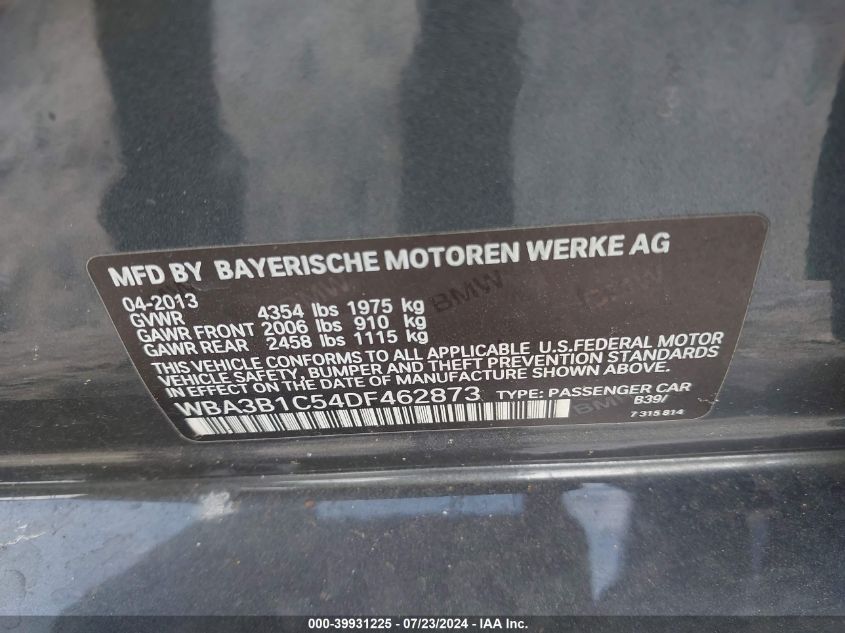 MFD BY BAYERISCHE MOTOREN WERKE AG
04-2013
GVWR 4354 lbs 1975 kg
GAWR FRONT 2006 lbs 910 kg
GAWR REAR 2458 lbs 1115 kg
THIS VEHICLE CONFORMS TO ALL APPLICABLE U.S.FEDERAL MOTOR
VEHICLE SAFETY, BUMPER AND THEFT PREVENTION STANDARDS
IN EFFECT ON THE DATE OF MANUFACTURE SHOWN ABOVE.
WBA3B1C54DF462873 TYPE: PASSENGER CAR
B39/
7 315 814
BMW
BMW
BMW
000-39931225 - 07/23/2024 - IAA Inc.